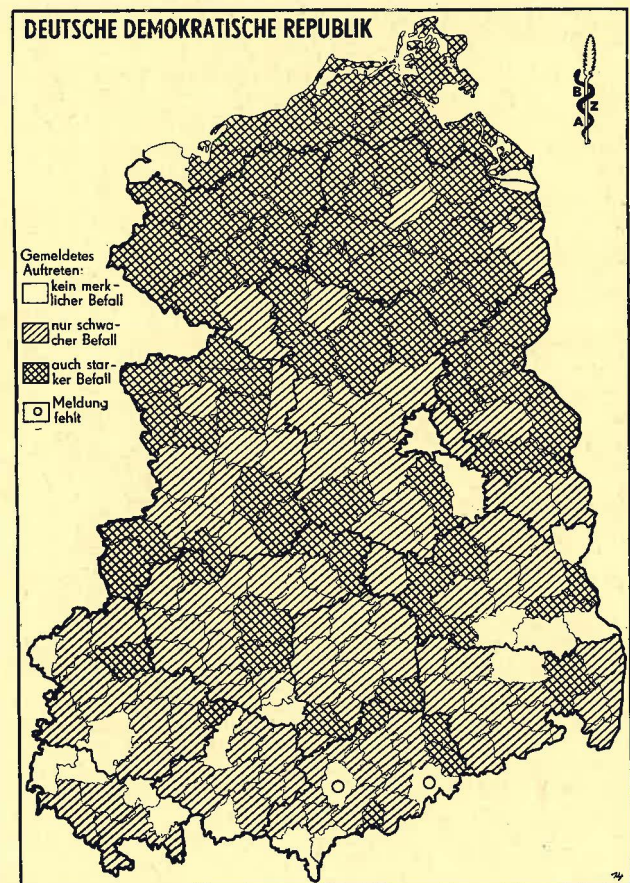 DEUTSCHE DEMOKRATISCHE REPUBLIK
B
Z
A
Gemeldetes
Auftreten:
kein merk-
licher Befall
nur schwa-
cher Befall
auch star-
ker Befall
Meldung
fehlt